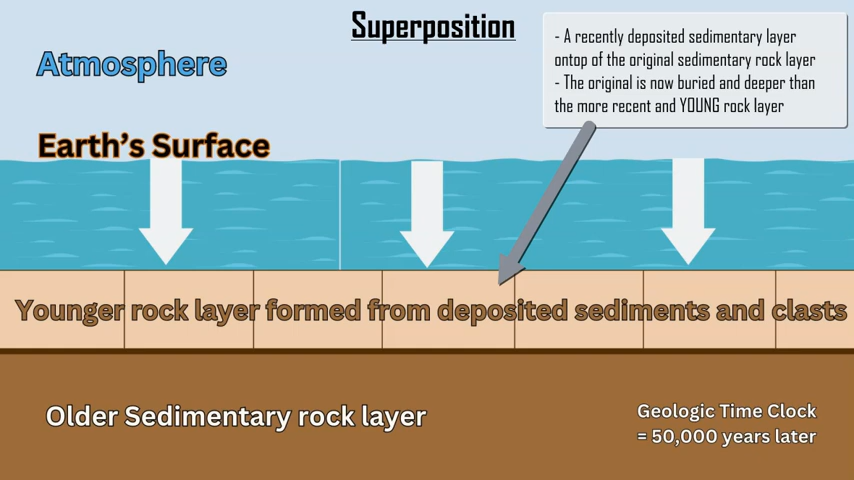 Superposition
- A recently deposited sedimentary layer
ontop of the original sedimentary rock layer
- The original is now buried and deeper than
the more recent and YOUNG rock layer
Atmosphere
Earth's Surface
Younger rock layer formed from deposited sediments and clasts
Older Sedimentary rock layer
Geologic Time Clock
= 50,000 years later